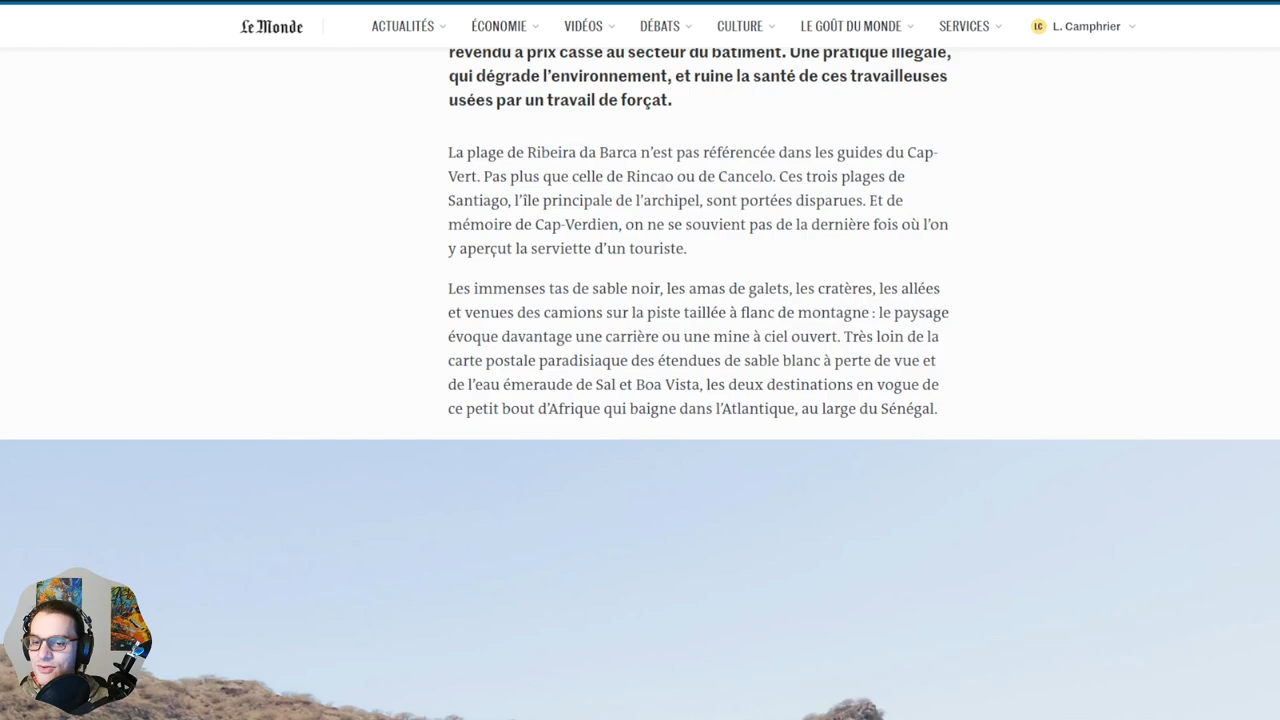 Le Monde
ACTUALITÉS
ÉCONOMIE
VIDÉOS
DÉBATS
CULTURE
LE GOÛT DU MONDE
SERVICES
LC
L. Camphrier
revendu à prix cassé au secteur du bâtiment. Une pratique illégale,
qui dégrade l’environnement, et ruine la santé de ces travailleuses
usées par un travail de forçat.
La plage de Ribeira da Barca n’est pas référencée dans les guides du Cap-
Vert. Pas plus que celle de Rincao ou de Cancelo. Ces trois plages de
Santiago, l’île principale de l’archipel, sont portées disparues. Et de
mémoire de Cap-Verdien, on ne se souvient pas de la dernière fois où l’on
y aperçut la serviette d’un touriste.
Les immenses tas de sable noir, les amas de galets, les cratères, les allées
et venues des camions sur la piste taillée à flanc de montagne : le paysage
évoque davantage une carrière ou une mine à ciel ouvert. Très loin de la
carte postale paradisiaque des étendues de sable blanc à perte de vue et
de l’eau émeraude de Sal et Boa Vista, les deux destinations en vogue de
ce petit bout d’Afrique qui baigne dans l’Atlantique, au large du Sénégal.